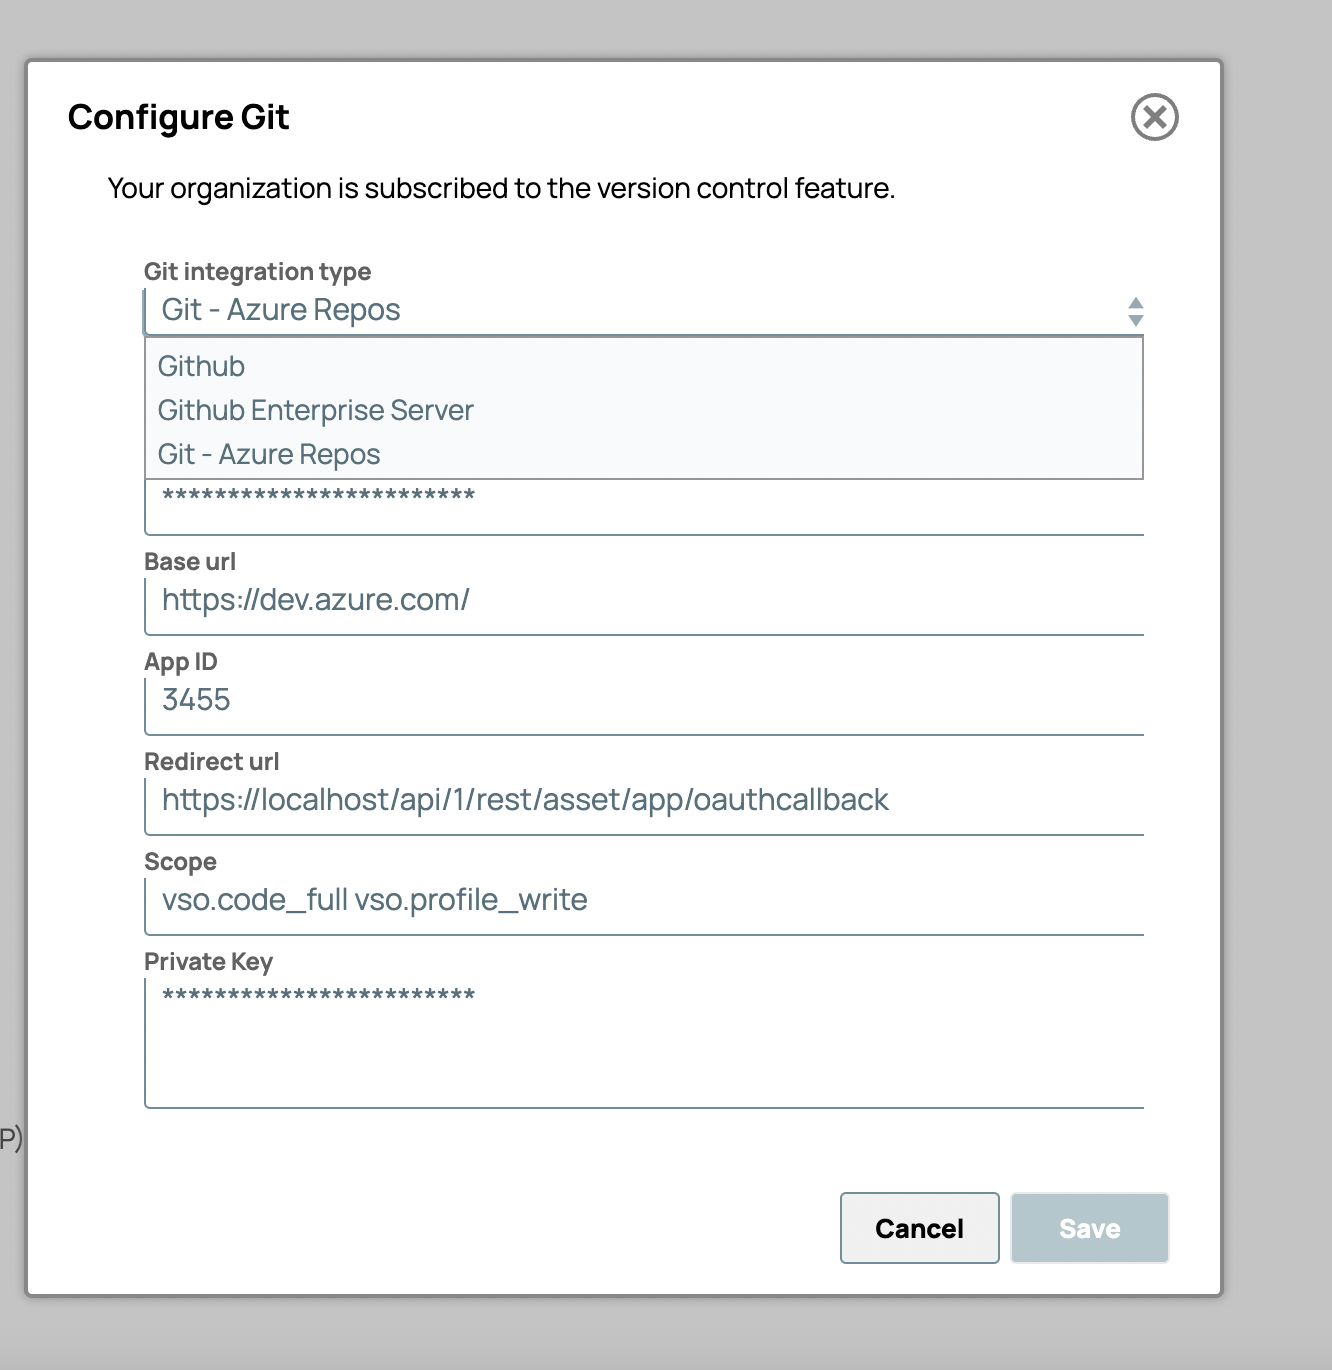 Configure Git
Your organization is subscribed to the version control feature.
Git integration type
Git - Azure Repos
Github
Github Enterprise Server
Git - Azure Repos
************************
Base url
https://dev.azure.com/
App ID
3455
Redirect url
https://localhost/api/1/rest/asset/app/oauthcallback
Scope
vso.code_full vso.profile_write
Private Key
************************
P)
Cancel
Save